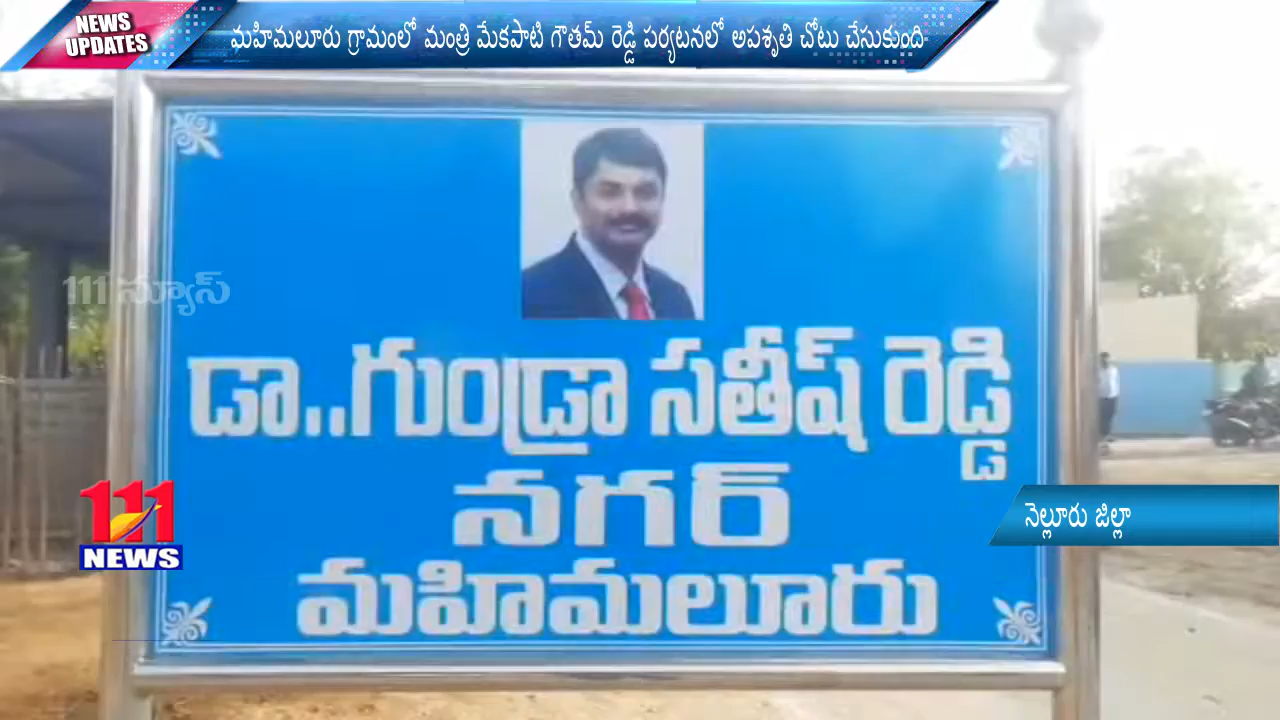 NEWS
UPDATES
మహిమలూరు గ్రామంలో మంత్రి మేకపాటి గౌతమ్ రెడ్డి పర్యటనలో అపశృతి చోటు చేసుకుంది
111 న్యూస్
డా..గుండ్రా సతీష్ రెడ్డి
నగర్
మహిమలూరు
నెల్లూరు జిల్లా
111
NEWS